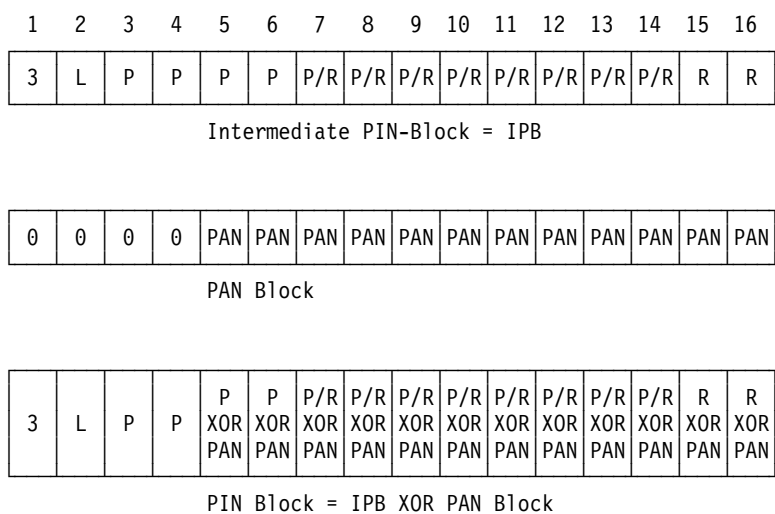 1 2 3 4 5 6 7 8 9 10 11 12 13 14 15 16
3 L P P P P P/R P/R P/R P/R P/R P/R P/R P/R R R
Intermediate PIN-Block = IPB
0 0 0 0 PAN PAN PAN PAN PAN PAN PAN PAN PAN PAN PAN PAN
PAN Block
P P P/R P/R P/R P/R P/R P/R P/R P/R R R
3 L P P XOR XOR XOR XOR XOR XOR XOR XOR XOR XOR XOR XOR
PAN PAN PAN PAN PAN PAN PAN PAN PAN PAN PAN PAN
PIN Block = IPB XOR PAN Block